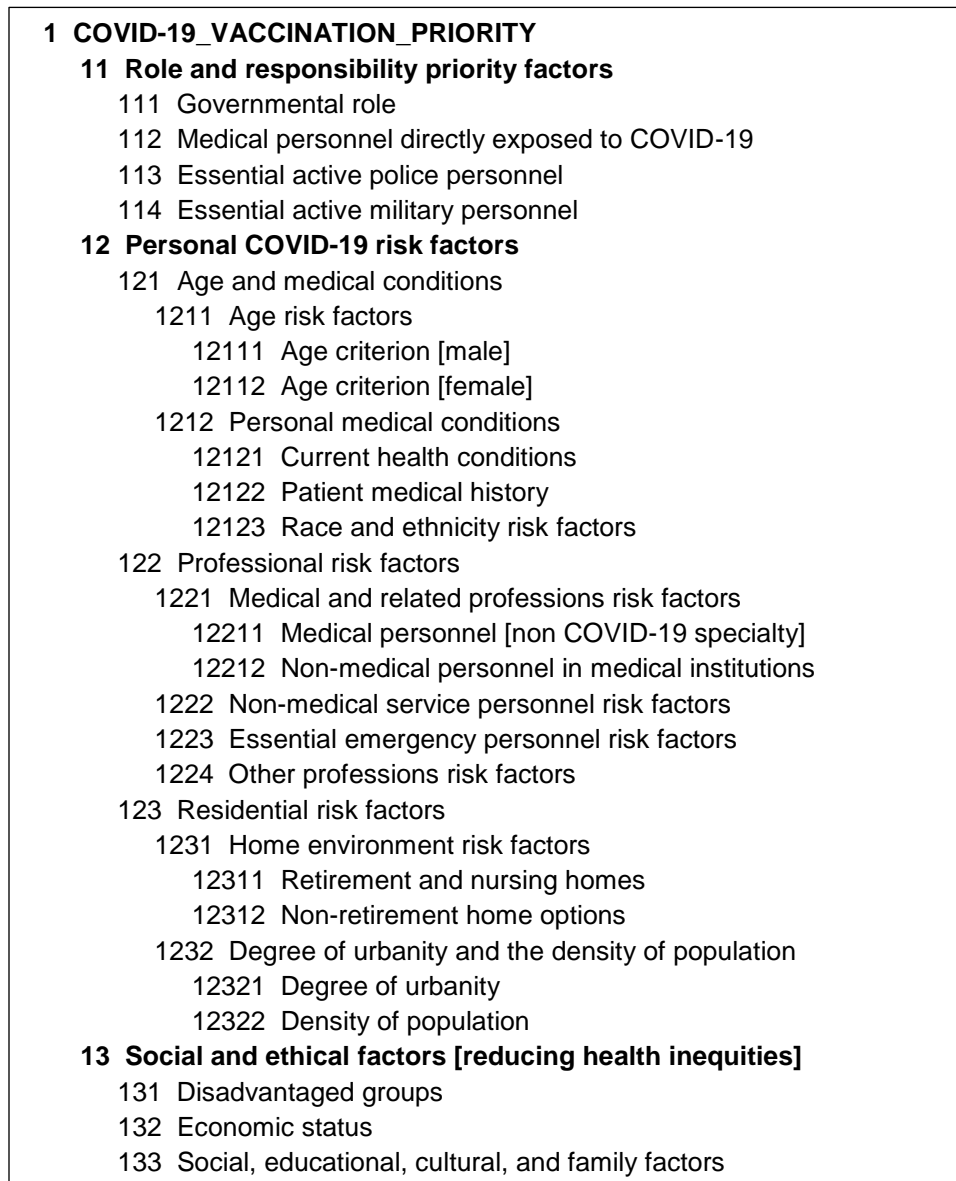 1 COVID-19_VACCINATION_PRIORITY
11 Role and responsibility priority factors
111 Governmental role
112 Medical personnel directly exposed to COVID-19
113 Essential active police personnel
114 Essential active military personnel
12 Personal COVID-19 risk factors
121 Age and medical conditions
1211 Age risk factors
12111 Age criterion [male]
12112 Age criterion [female]
1212 Personal medical conditions
12121 Current health conditions
12122 Patient medical history
12123 Race and ethnicity risk factors
122 Professional risk factors
1221 Medical and related professions risk factors
12211 Medical personnel [non COVID-19 specialty]
12212 Non-medical personnel in medical institutions
1222 Non-medical service personnel risk factors
1223 Essential emergency personnel risk factors
1224 Other professions risk factors
123 Residential risk factors
1231 Home environment risk factors
12311 Retirement and nursing homes
12312 Non-retirement home options
1232 Degree of urbanity and the density of population
12321 Degree of urbanity
12322 Density of population
13 Social and ethical factors [reducing health inequities]
131 Disadvantaged groups
132 Economic status
133 Social, educational, cultural, and family factors